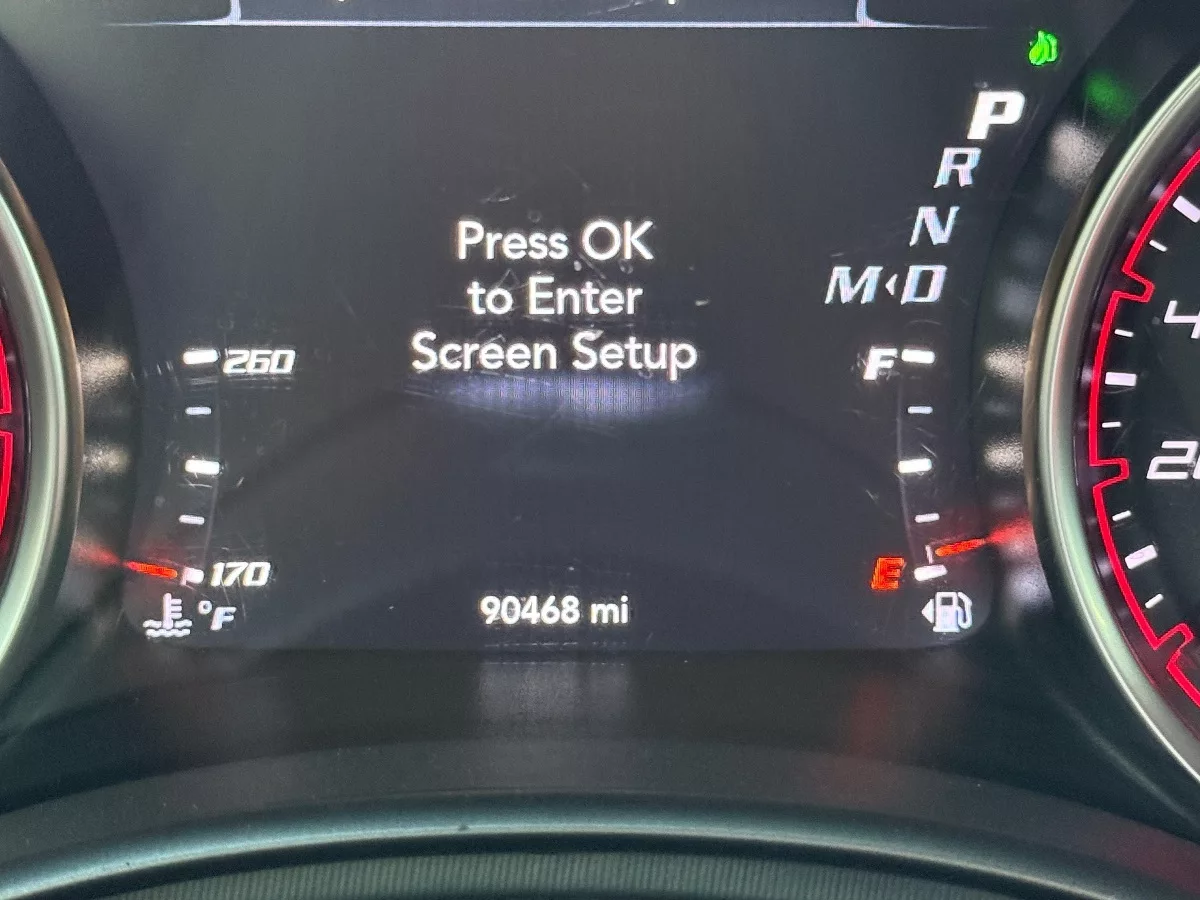 P
R
N
M D
Press OK
to Enter
Screen Setup
260
F
170
E
°F
90468 mi